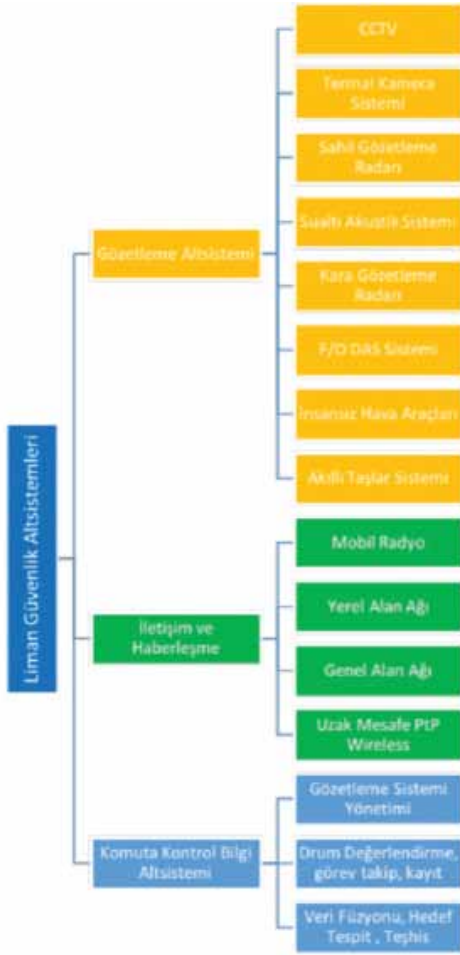 Liman Güvenlik Altsistemleri
Gözetleme Altsistemi
CCTV
Termal Kamera
Sistemi
Sahil Gözetleme
Radarı
Sualtı Akustik Sistemi
Kara Gözetleme
Radarı
F/O DAS Sistemi
İnsansız Hava Araçları
Akıllı Taşlar Sistemi
İletişim ve
Haberleşme
Mobil Radyo
Yerel Alan Ağı
Genel Alan Ağı
Uzak Mesafe PtP
Wireless
Komuta Kontrol Bilgi
Altsistemi
Gözetleme Sistemi
Yönetimi
Drum Değerlendirme,
görev takip, kayıt
Veri Füzyonu, Hedef
Tespit , Teşhis